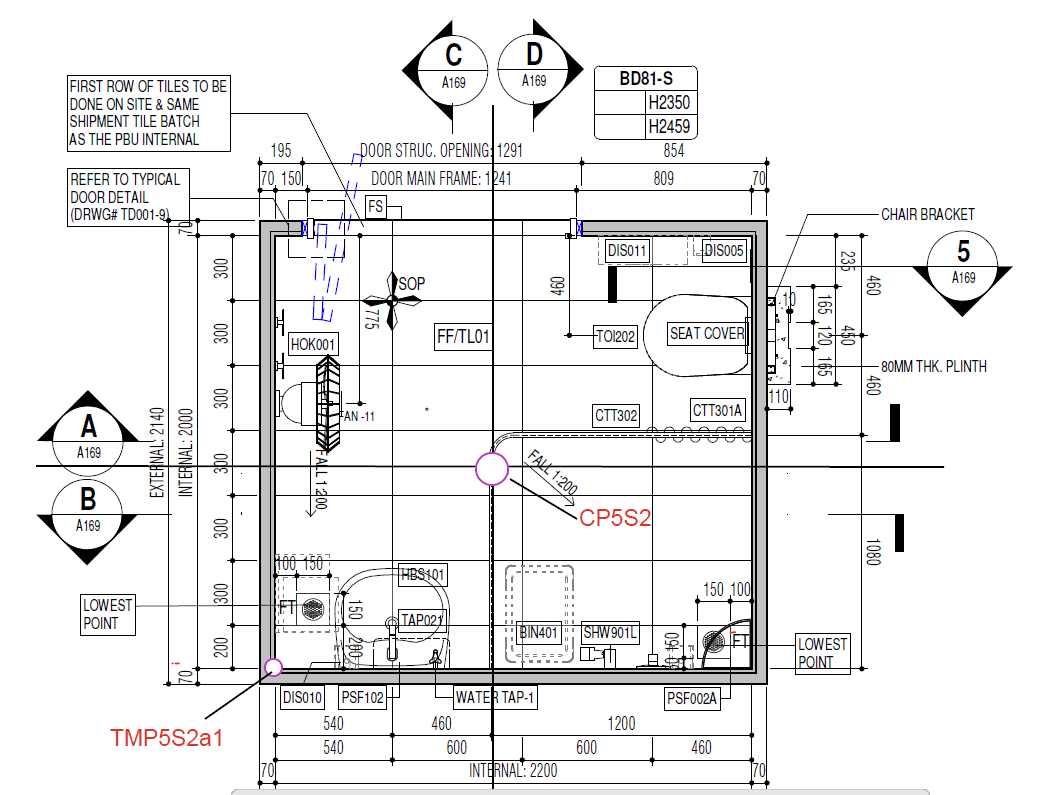 C
A169
D
A169
BD81-S
H2350
H2459
FIRST ROW OF TILES TO BE
DONE ON SITE & SAME
SHIPMENT TILE BATCH
AS THE PBU INTERNAL
195
DOOR STRUC. OPENING: 1291
854
REFER TO TYPICAL
DOOR DETAIL
(DRWG# TD001-9)
70
150
DOOR MAIN FRAME: 1241
809
70
FS
CHAIR BRACKET
70
DIS011
DIS005
5
A169
235
460
300
SOP
460
10
165
775
FF/TL01
TOI202
SEAT COVER
120
450
300
HOK001
165
80MM THK. PLINTH
460
300
110
CTT302
CTT301A
AN -11
A
A169
EXTERNAL: 2140
INTERNAL: 2000
300
FALL 1:200
FALL 1:200
B
A169
CP5S2
300
1080
100
150
HBS101
300
150
150
100
LOWEST
POINT
FT
TAP021
BIN401
SHW901L
150
FT
LOWEST
POINT
200
200
50
70
DIS010
PSF102
WATER TAP-1
PSF002A
TMP5S2a1
540
460
1200
540
600
600
460
70
INTERNAL: 2200
70